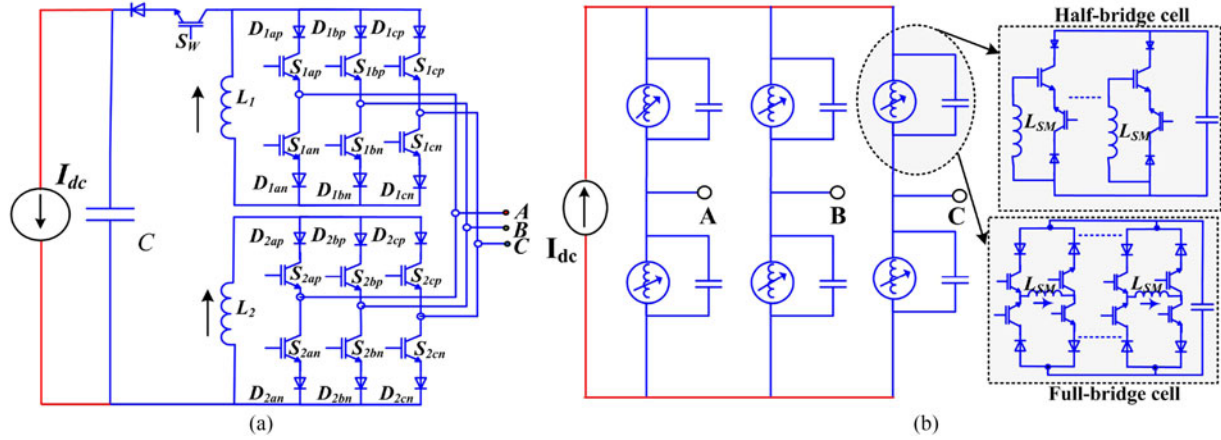 S_W
D_1ap D_1bp D_1cp
S_1ap S_1bp S_1cp
L_1
S_1an S_1bn S_1cn
D_1an D_1bn D_1cn
I_dc
C
A
B
C
D_2ap D_2bp D_2cp
S_2ap S_2bp S_2cp
L_2
S_2an S_2bn S_2cn
D_2an D_2bn D_2cn
(a)
I_dc
A B C
Half-bridge cell
L_SM L_SM
L_SM L_SM
Full-bridge cell
(b)